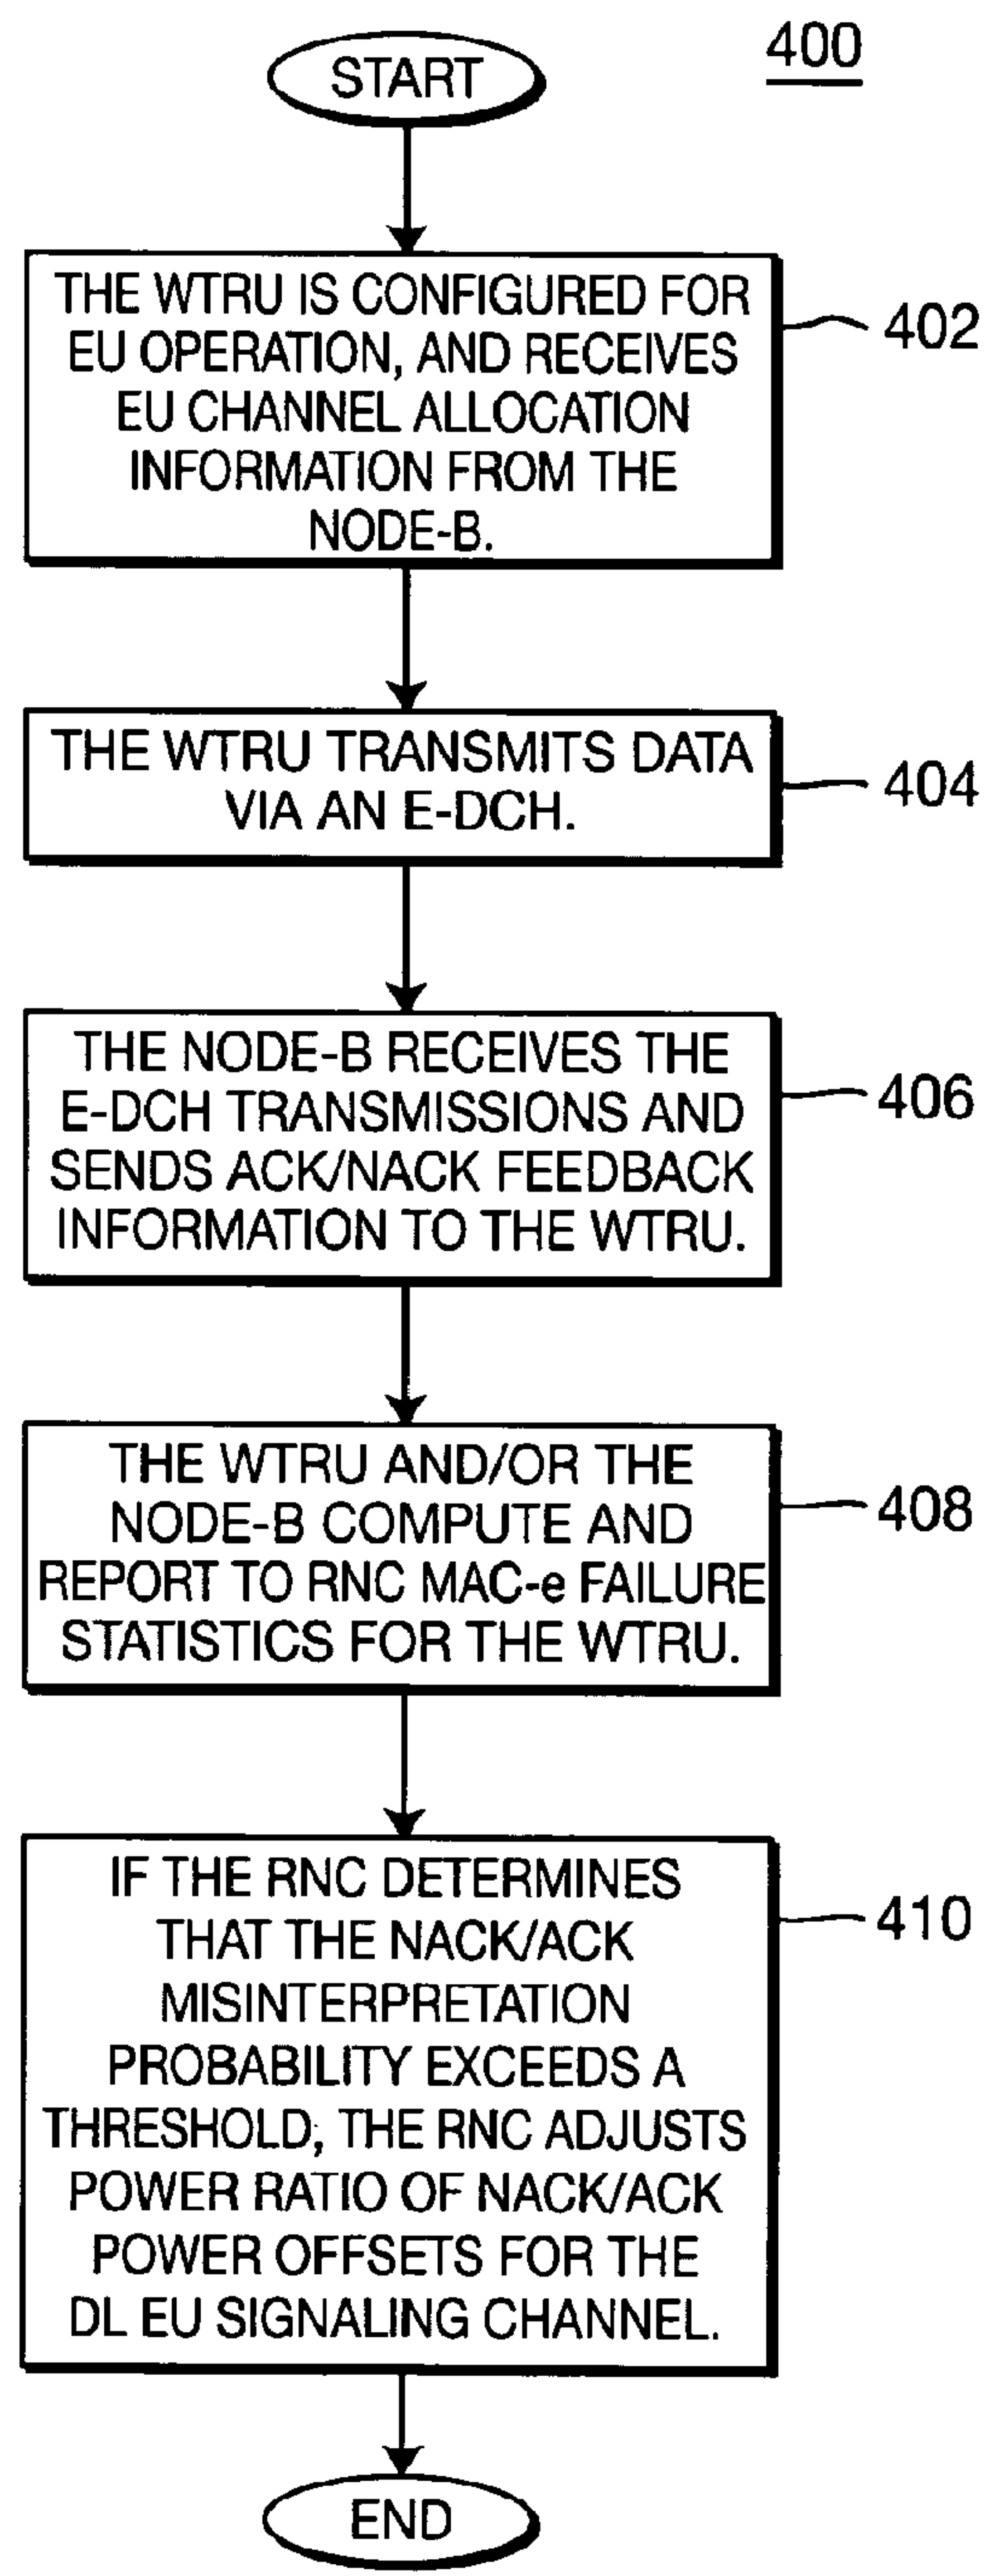 400
START
THE WTRU IS CONFIGURED FOR
EU OPERATION, AND RECEIVES
EU CHANNEL ALLOCATION
INFORMATION FROM THE
NODE-B.
402
THE WTRU TRANSMITS DATA
VIA AN E-DCH.
404
THE NODE-B RECEIVES THE
E-DCH TRANSMISSIONS AND
SENDS ACK/NACK FEEDBACK
INFORMATION TO THE WTRU.
406
THE WTRU AND/OR THE
NODE-B COMPUTE AND
REPORT TO RNC MAC-e FAILURE
STATISTICS FOR THE WTRU.
408
IF THE RNC DETERMINES
THAT THE NACK/ACK
MISINTERPRETATION
PROBABILITY EXCEEDS A
THRESHOLD, THE RNC ADJUSTS
POWER RATIO OF NACK/ACK
POWER OFFSETS FOR THE
DL EU SIGNALING CHANNEL.
410
END